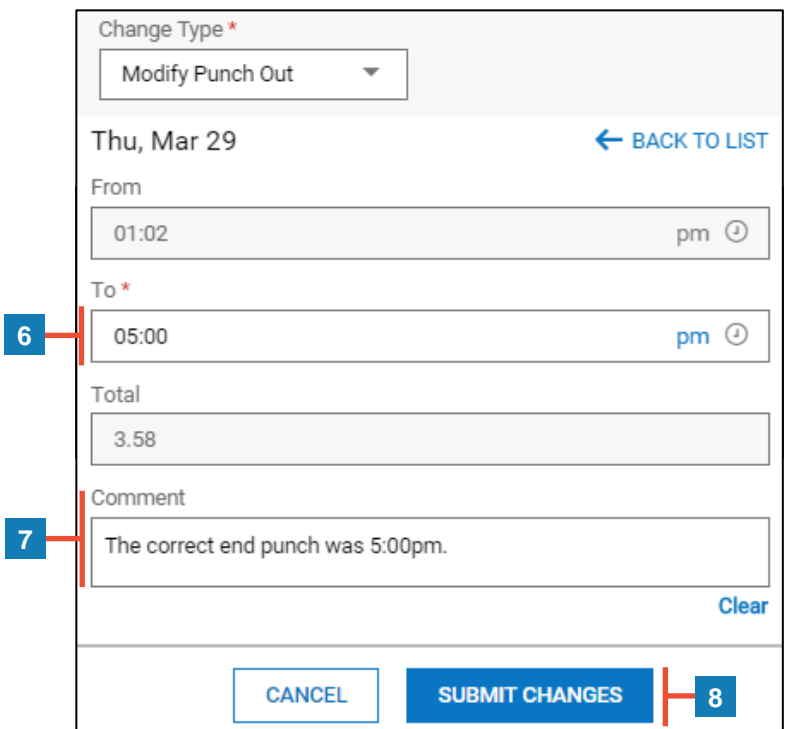 Change Type *
Modify Punch Out
Thu, Mar 29
BACK TO LIST
From
01:02 pm
To *
6
05:00 pm
Total
3.58
Comment
7
The correct end punch was 5:00pm.
Clear
CANCEL
SUBMIT CHANGES
8